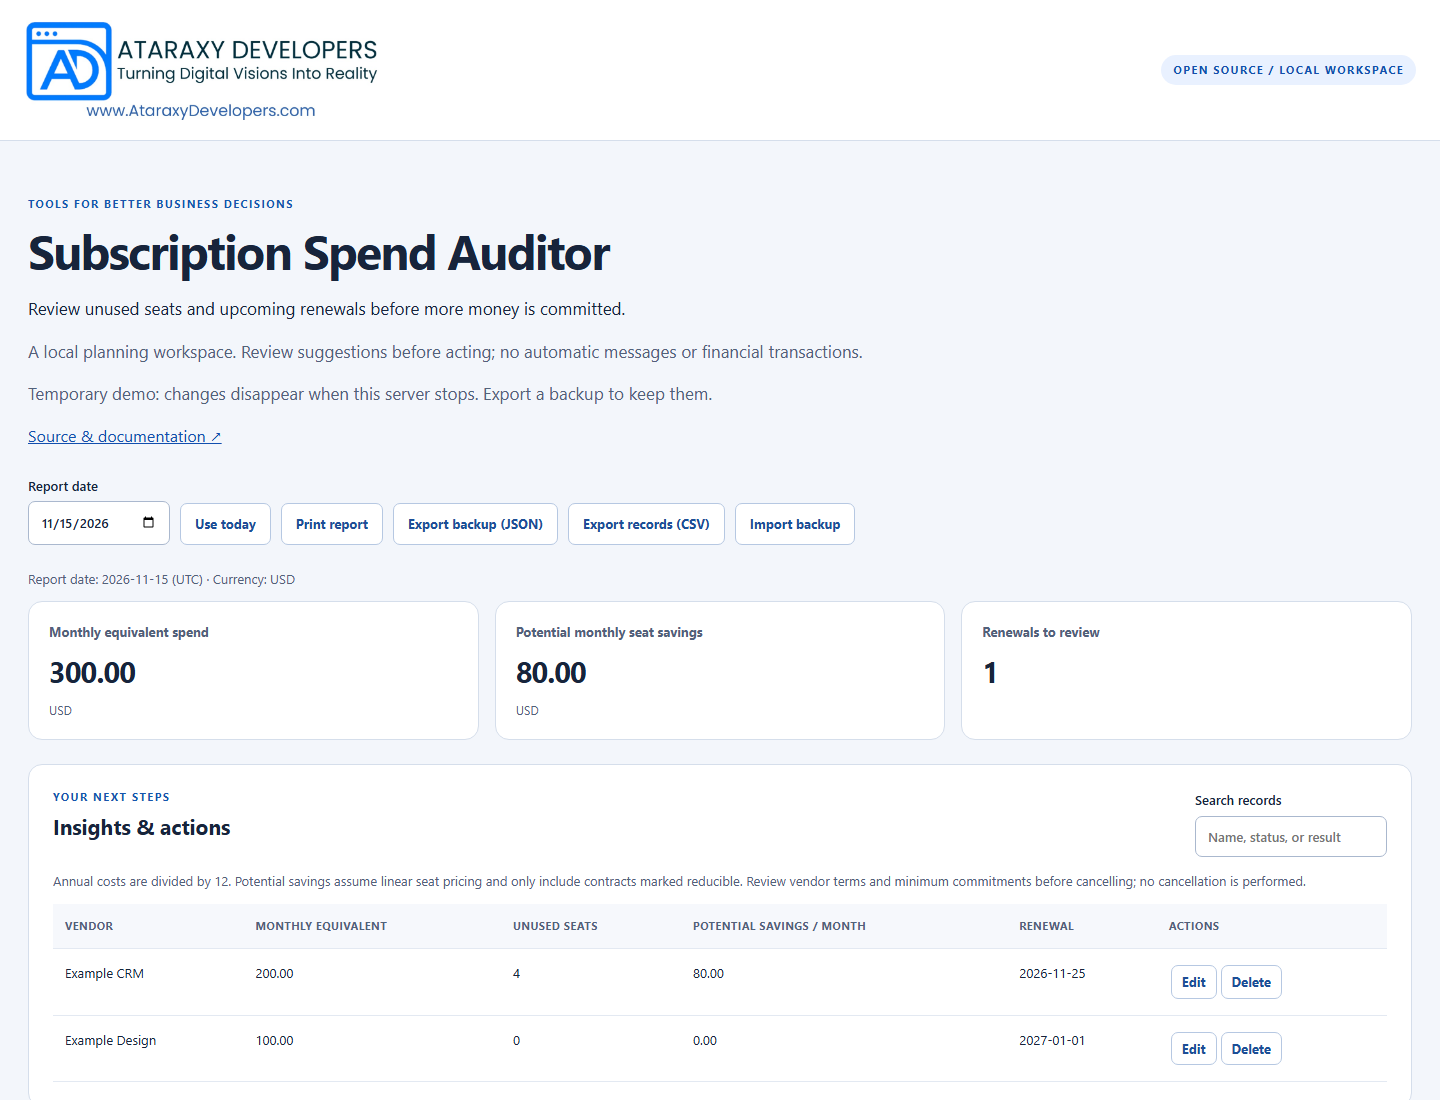 AD
ATARAXY DEVELOPERS
Turning Digital Visions Into Reality
www.AtaraxyDevelopers.com
OPEN SOURCE / LOCAL WORKSPACE
TOOLS FOR BETTER BUSINESS DECISIONS
Subscription Spend Auditor
Review unused seats and upcoming renewals before more money is committed.
A local planning workspace. Review suggestions before acting; no automatic messages or financial transactions.
Temporary demo: changes disappear when this server stops. Export a backup to keep them.
Source & documentation ↗
Report date
11/15/2026 Use today Print report Export backup (JSON) Export records (CSV) Import backup
Report date: 2026-11-15 (UTC) · Currency: USD
Monthly equivalent spend Potential monthly seat savings Renewals to review
300.00 80.00 1
USD USD
YOUR NEXT STEPS
Insights & actions
Search records
Name, status, or result
Annual costs are divided by 12. Potential savings assume linear seat pricing and only include contracts marked reducible. Review vendor terms and minimum commitments before cancelling; no cancellation is performed.
VENDOR MONTHLY EQUIVALENT UNUSED SEATS POTENTIAL SAVINGS / MONTH RENEWAL ACTIONS
Example CRM 200.00 4 80.00 2026-11-25 Edit Delete
Example Design 100.00 0 0.00 2027-01-01 Edit Delete